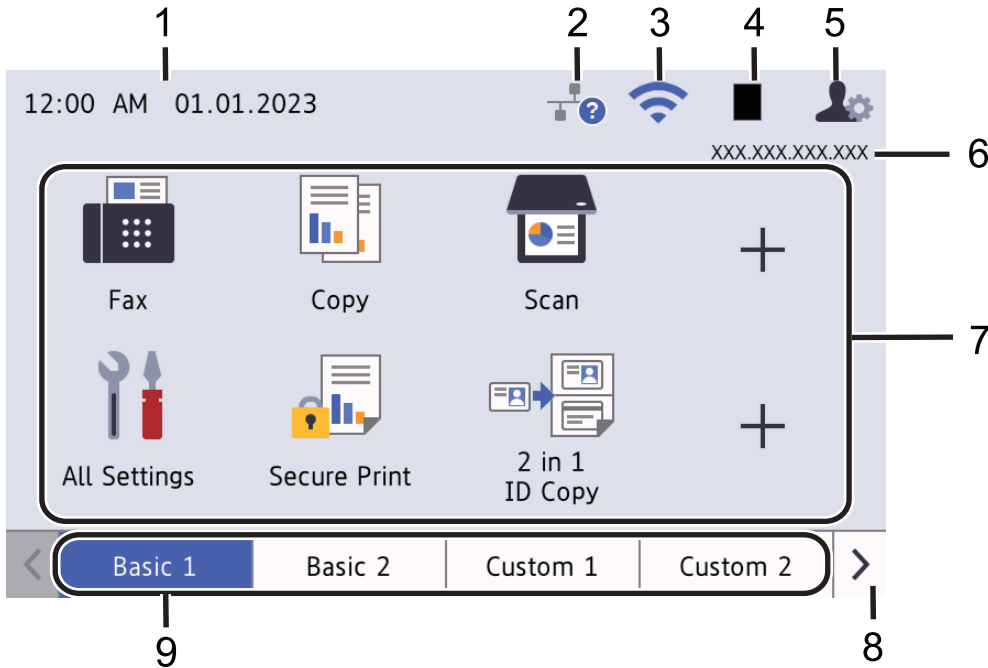 1 2 3 4 5
12:00 AM 01.01.2023 ?
XXX.XXX.XXX.XXX 6
Fax Copy Scan
7
All Settings Secure Print 2 in 1
ID Copy
Basic 1 Basic 2 Custom 1 Custom 2
9 8